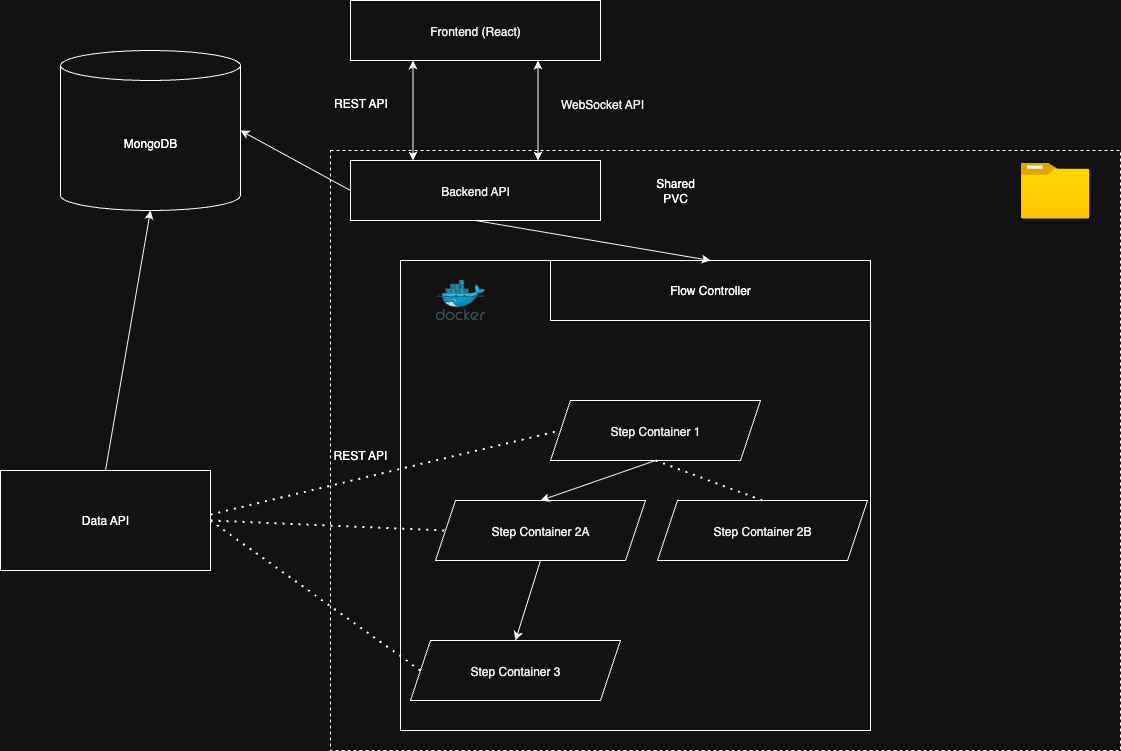 Frontend (React)
REST API
WebSocket API
MongoDB
Backend API
Shared
PVC
Flow Controller
docker
Step Container 1
REST API
Data API
Step Container 2A
Step Container 2B
Step Container 3